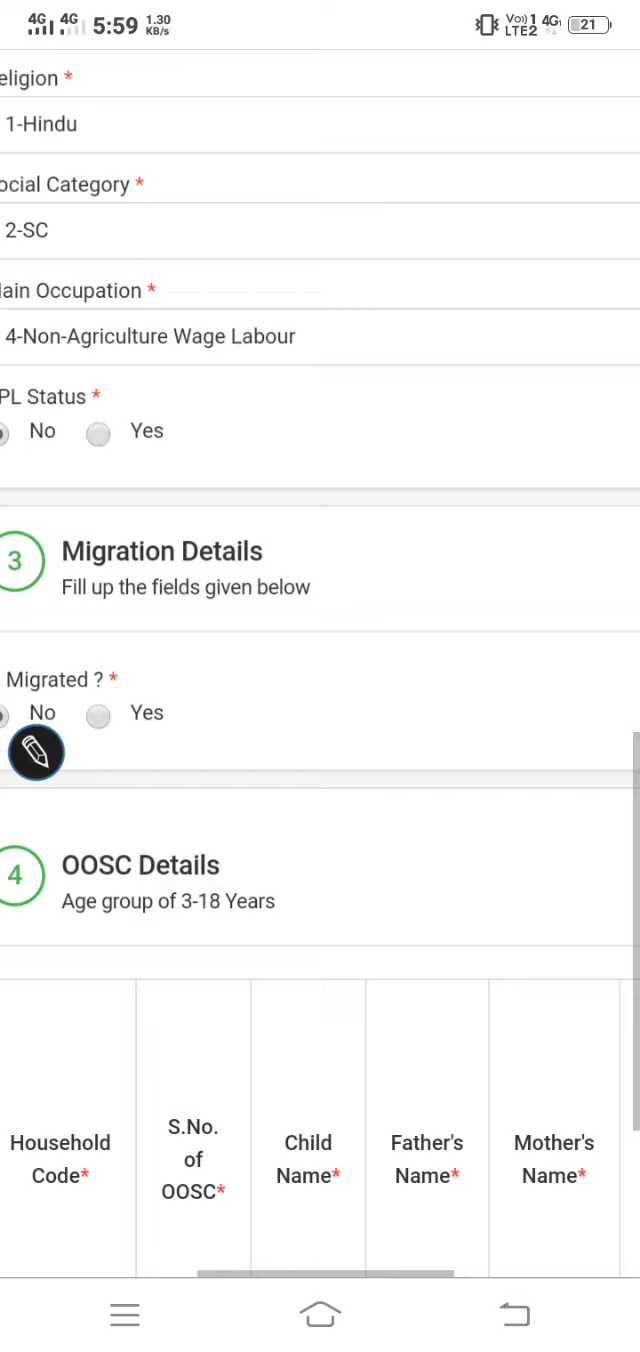 4G 4G 5:59 1.30 KB/s Vo) 1 LTE2 4G 21
eligion *
1-Hindu
ocial Category *
2-SC
ain Occupation *
4-Non-Agriculture Wage Labour
PL Status *
No Yes
3 Migration Details
Fill up the fields given below
Migrated ? *
No Yes
4 OOSC Details
Age group of 3-18 Years
Household Code*
S.No. of OOSC*
Child Name*
Father's Name*
Mother's Name*